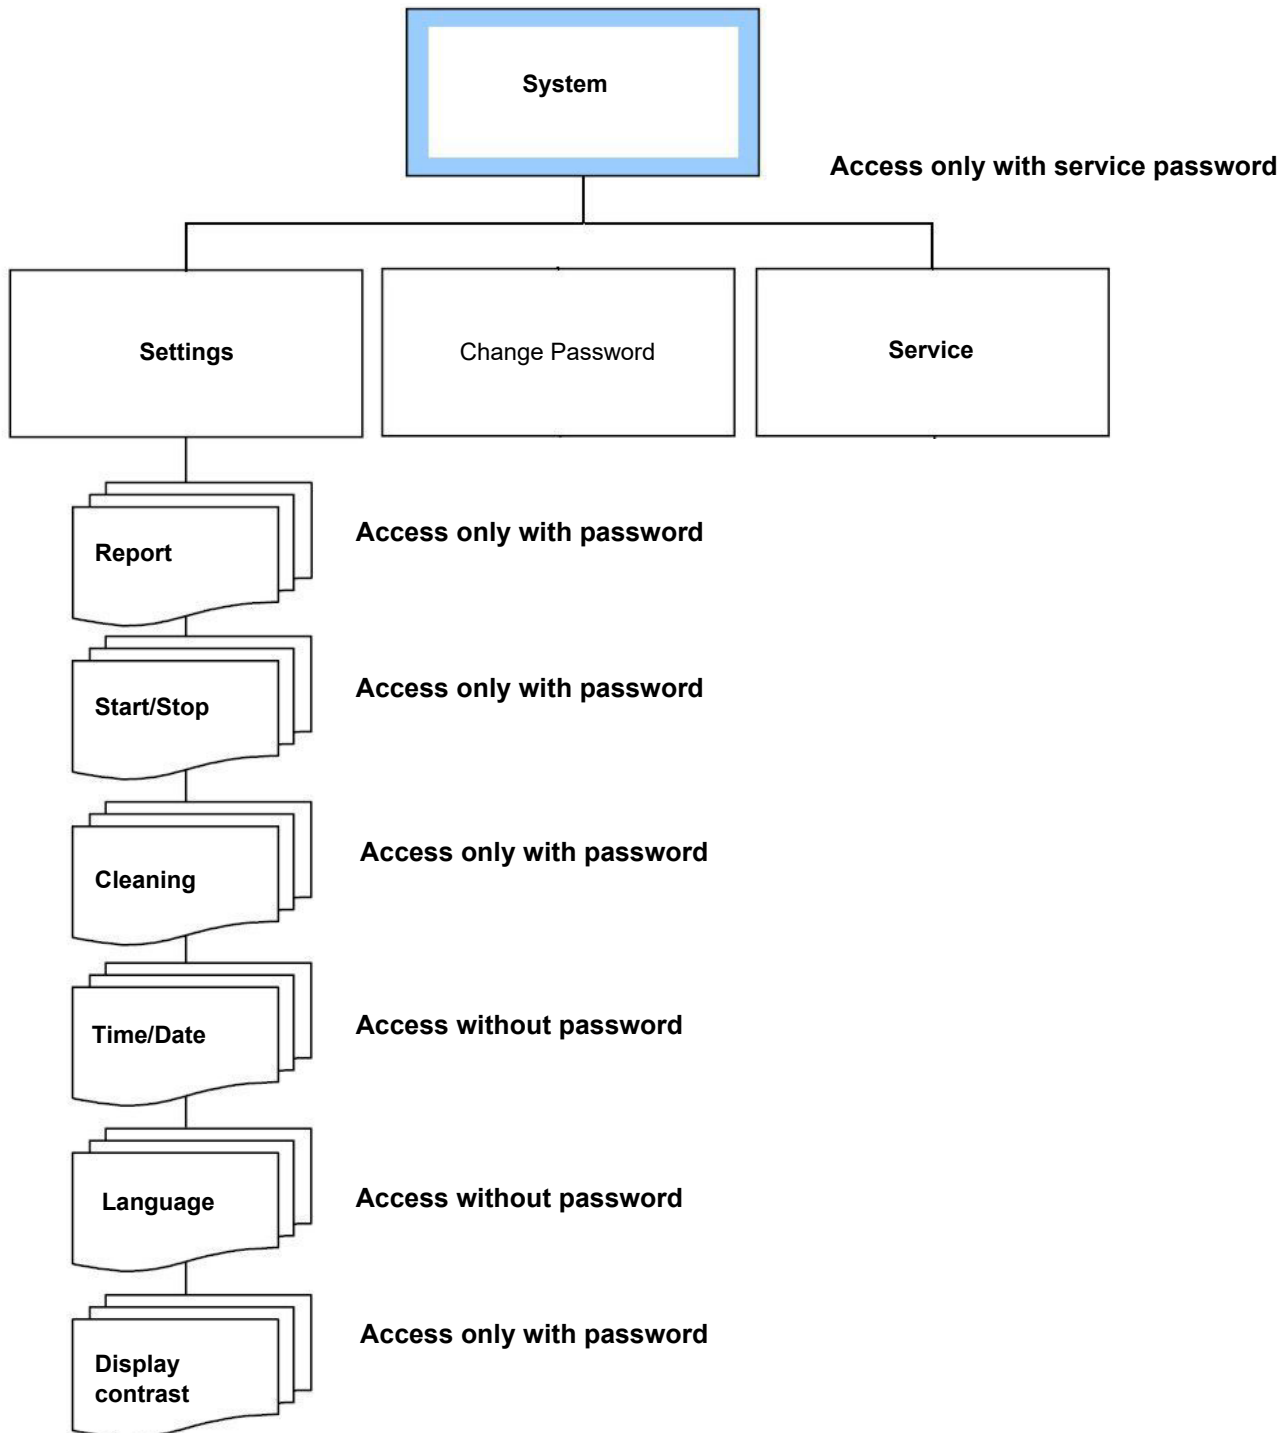 System
Access only with service password
Settings
Change Password
Service
Report
Access only with password
Start/Stop
Access only with password
Cleaning
Access only with password
Time/Date
Access without password
Language
Access without password
Display
contrast
Access only with password